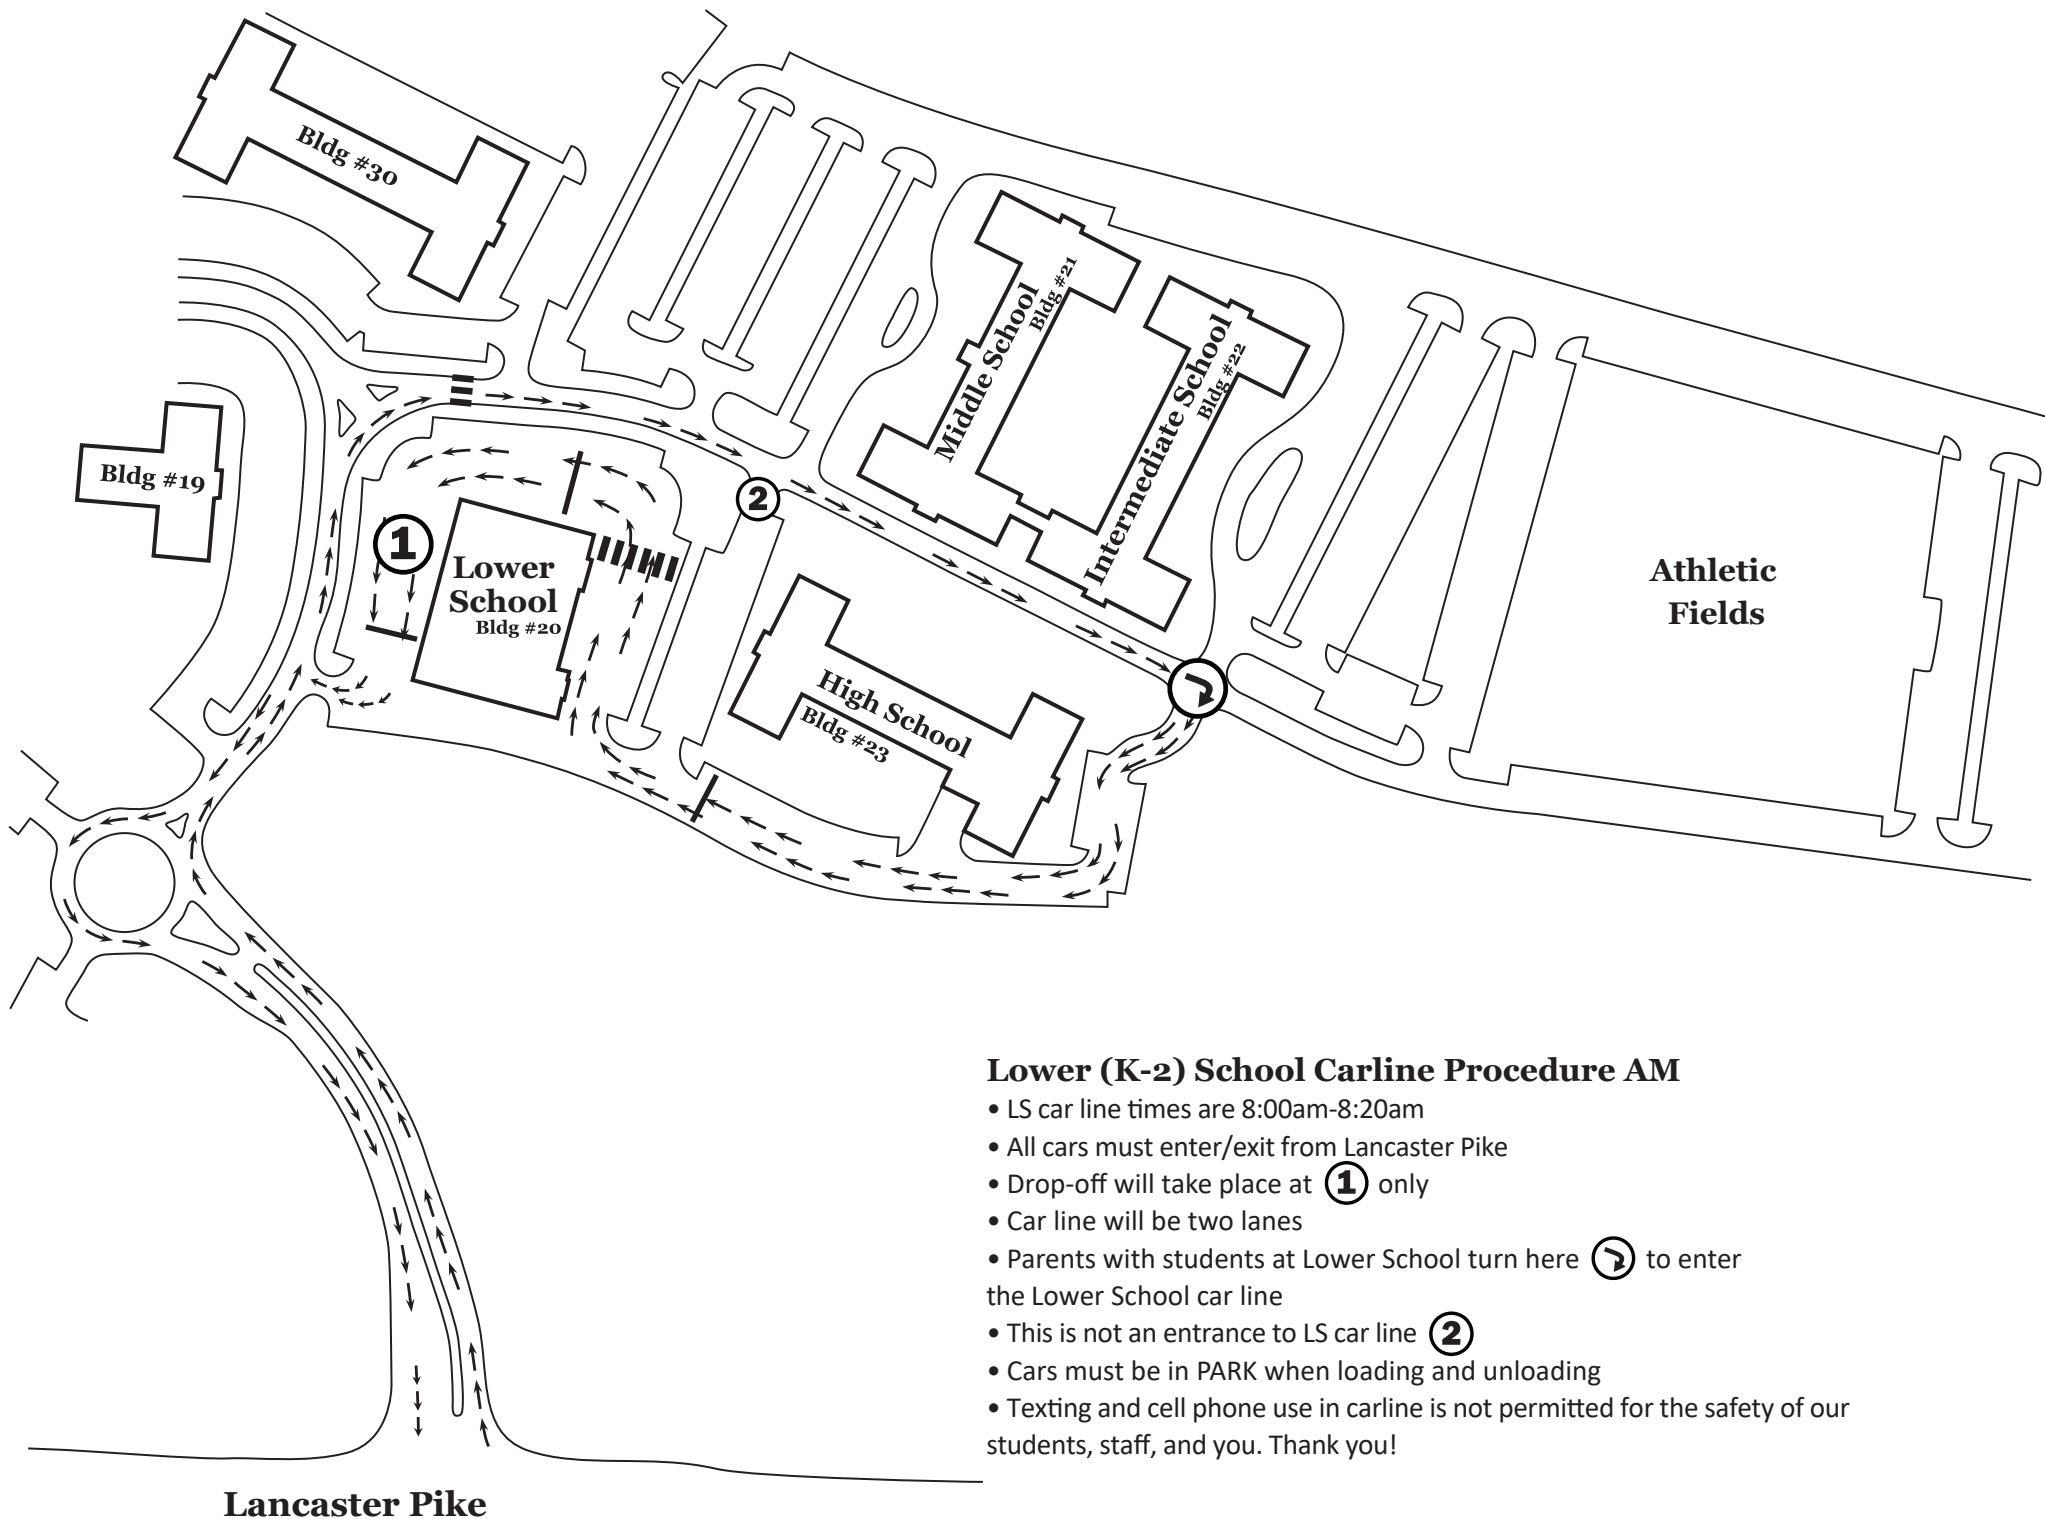 Bldg #30
Bldg #19
Middle School
Bldg #21
Intermediate School
Bldg #22
2
1
Lower
School
Bldg #20
High School
Bldg #23
Athletic
Fields
Lower (K-2) School Carline Procedure AM
• LS car line times are 8:00am-8:20am
• All cars must enter/exit from Lancaster Pike
• Drop-off will take place at 1 only
• Car line will be two lanes
• Parents with students at Lower School turn here to enter
the Lower School car line
• This is not an entrance to LS car line 2
• Cars must be in PARK when loading and unloading
• Texting and cell phone use in carline is not permitted for the safety of our
students, staff, and you. Thank you!
Lancaster Pike